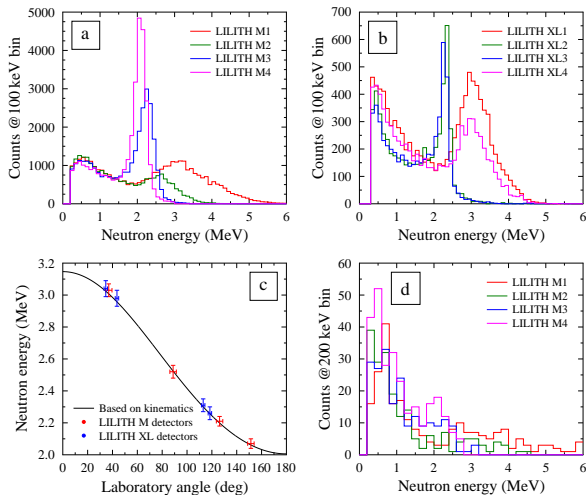 5000
4000
3000
2000
1000
0
0 1 2 3 4 5 6
Counts @ 100 keV bin
Neutron energy (MeV)
a
LILITH M1
LILITH M2
LILITH M3
LILITH M4
700
600
500
400
300
200
100
0
0 1 2 3 4 5 6
Counts @ 100 keV bin
Neutron energy (MeV)
b
LILITH XL1
LILITH XL2
LILITH XL3
LILITH XL4
3.2
3.0
2.8
2.6
2.4
2.2
2.0
0 20 40 60 80 100 120 140 160 180
Neutron energy (MeV)
Laboratory angle (deg)
c
Based on kinematics
LILITH M detectors
LILITH XL detectors
60
50
40
30
20
10
0
0 1 2 3 4 5 6
Counts @ 200 keV bin
Neutron energy (MeV)
d
LILITH M1
LILITH M2
LILITH M3
LILITH M4